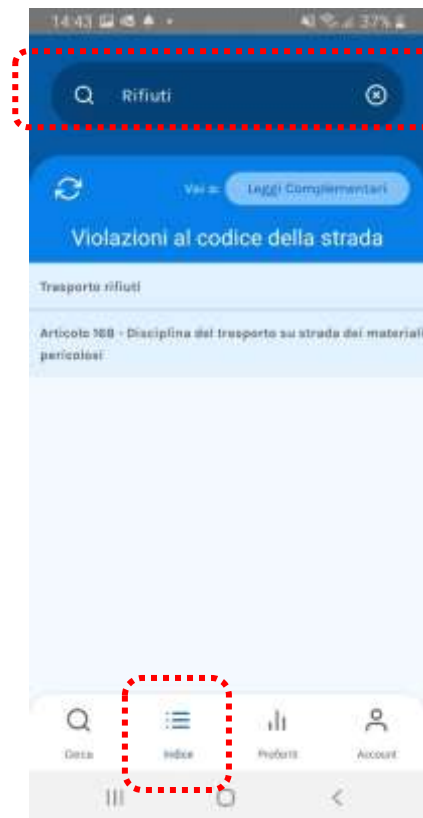 14:43 37%
Rifiuti
Vai a: Leggi Complementari
Violazioni al codice della strada
Trasporto rifiuti
Articolo 168 - Disciplina del trasporto su strada dei materiali
pericolosi
Cerca Indice Preferiti Account